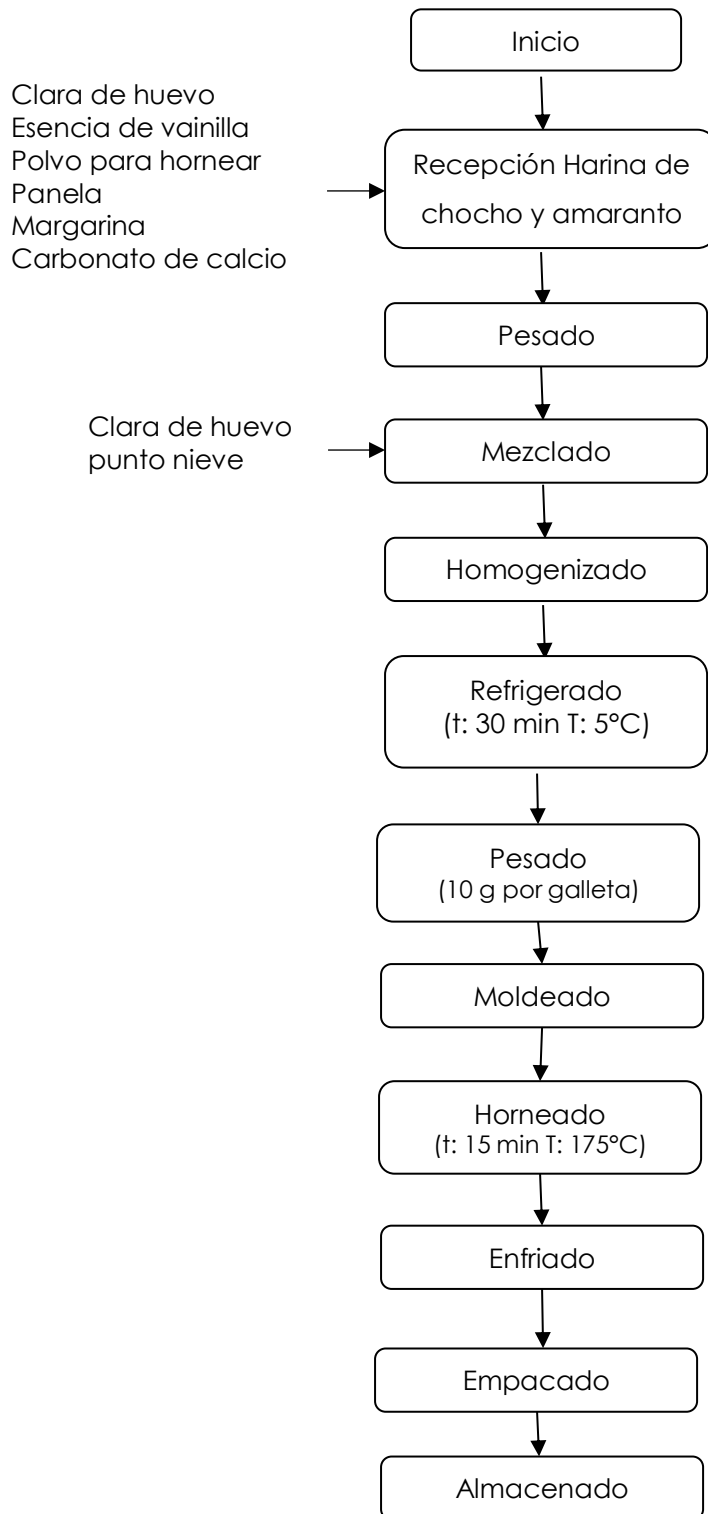 Inicio
Clara de huevo
Esencia de vainilla
Polvo para hornear
Panela
Margarina
Carbonato de calcio
Recepción Harina de
chocho y amaranto
Pesado
Clara de huevo
punto nieve
Mezclado
Homogenizado
Refrigerado
(t: 30 min T: 5°C)
Pesado
(10 g por galleta)
Moldeado
Horneado
(t: 15 min T: 175°C)
Enfriado
Empacado
Almacenado